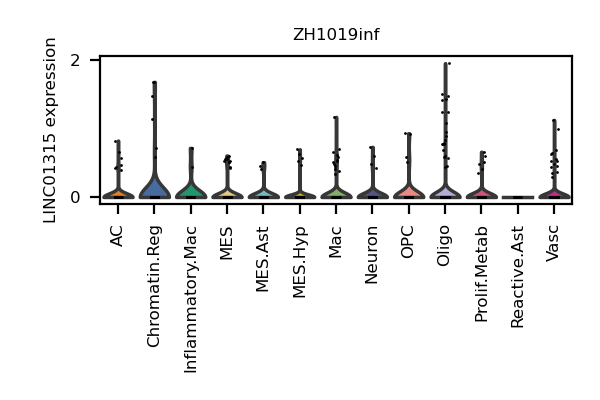 ZH1019inf
LINC01315 expression
2
0
AC
Chromatin.Reg
Inflammatory.Mac
MES
MES.Ast
MES.Hyp
Mac
Neuron
OPC
Oligo
Prolif.Metab
Reactive.Ast
Vasc